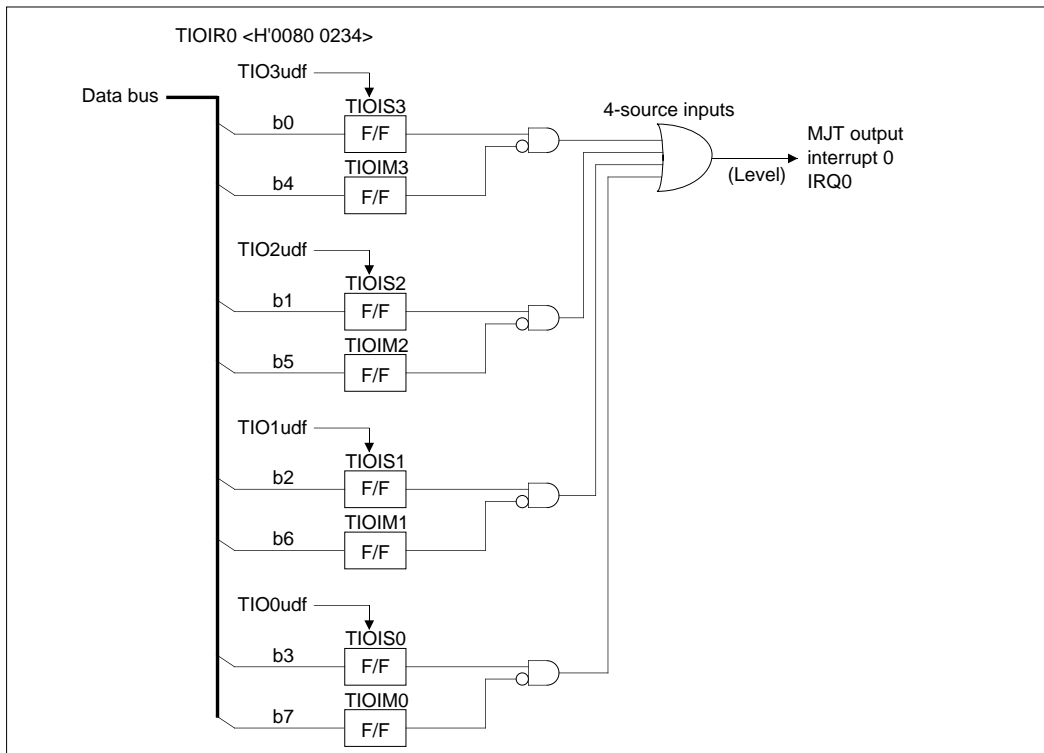 TIOIR0 <H'0080 0234>
TIO3udf
Data bus
TIOIS3
4-source inputs
b0
F/F
MJT output
interrupt 0
IRQ0
(Level)
TIOIM3
b4
F/F
TIO2udf
TIOIS2
b1
F/F
TIOIM2
b5
F/F
TIO1udf
TIOIS1
b2
F/F
TIOIM1
b6
F/F
TIO0udf
TIOIS0
b3
F/F
TIOIM0
b7
F/F